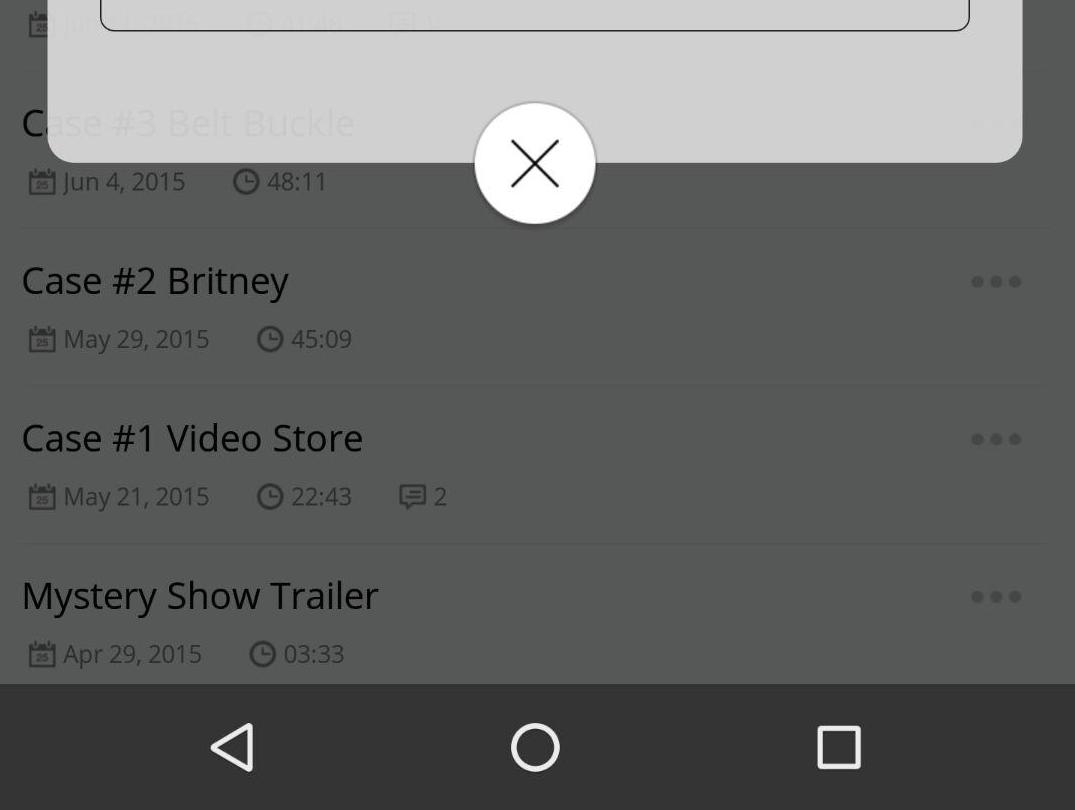 Case #3 Belt Buckle
Jun 4, 2015 48:11
Case #2 Britney
May 29, 2015 45:09
Case #1 Video Store
May 21, 2015 22:43 2
Mystery Show Trailer
Apr 29, 2015 03:33